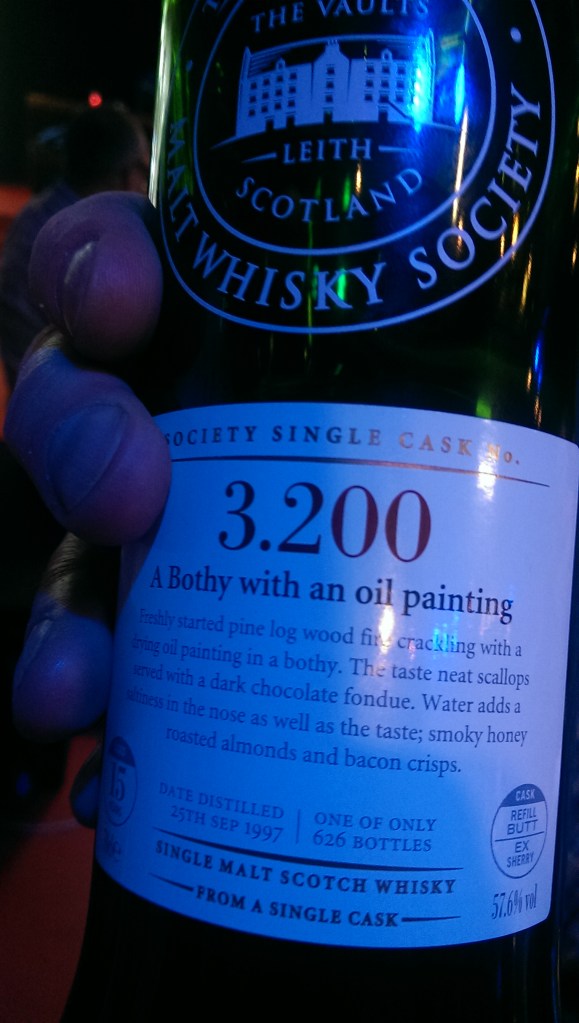 THE VAULTS
LEITH
SCOTLAND
MALT WHISKY SOCIETY
SOCIETY SINGLE CASK No.
3.200
A Bothy with an oil painting
Freshly started pine log wood fire crackling with a
drying oil painting in a bothy. The taste neat scallops
served with a dark chocolate fondue. Water adds a
saltiness in the nose as well as the taste; smoky honey
roasted almonds and bacon crisps.
15
DATE DISTILLED
25TH SEP 1997
ONE OF ONLY
626 BOTTLES
CASK
REFILL
BUTT
EX
SHERRY
57.6% vol
SINGLE MALT SCOTCH WHISKY
FROM A SINGLE CASK